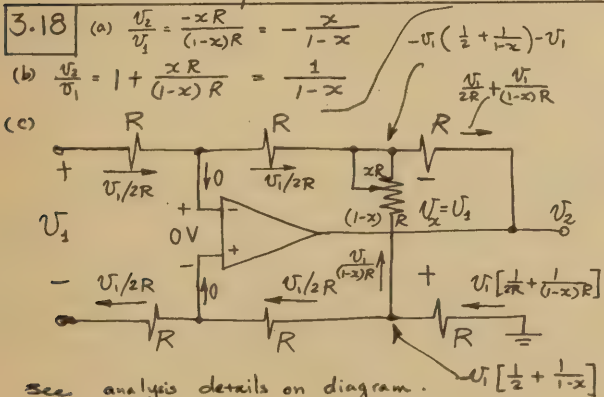 3.18 (a) v₂/v₁ = -xR/(1-x)R = - x/1-x
-v₁(1/2 + 1/1-x) - v₁
(b) v₂/v₁ = 1 + xR/(1-x)R = 1/1-x
v₁/2R + v₁/(1-x)R
(c)
R R R
+ v₁/2R ↓0 v₁/2R xR -
v₁ + 0V - - + (1-x) R vₓ=v₁ v₂
v₁/(1-x)R
- v₁/2R ↑0 v₁/2R + v₁[1/2R + 1/(1-x)R]
R R R
See analysis details on diagram. -v₁[1/2 + 1/1-x]